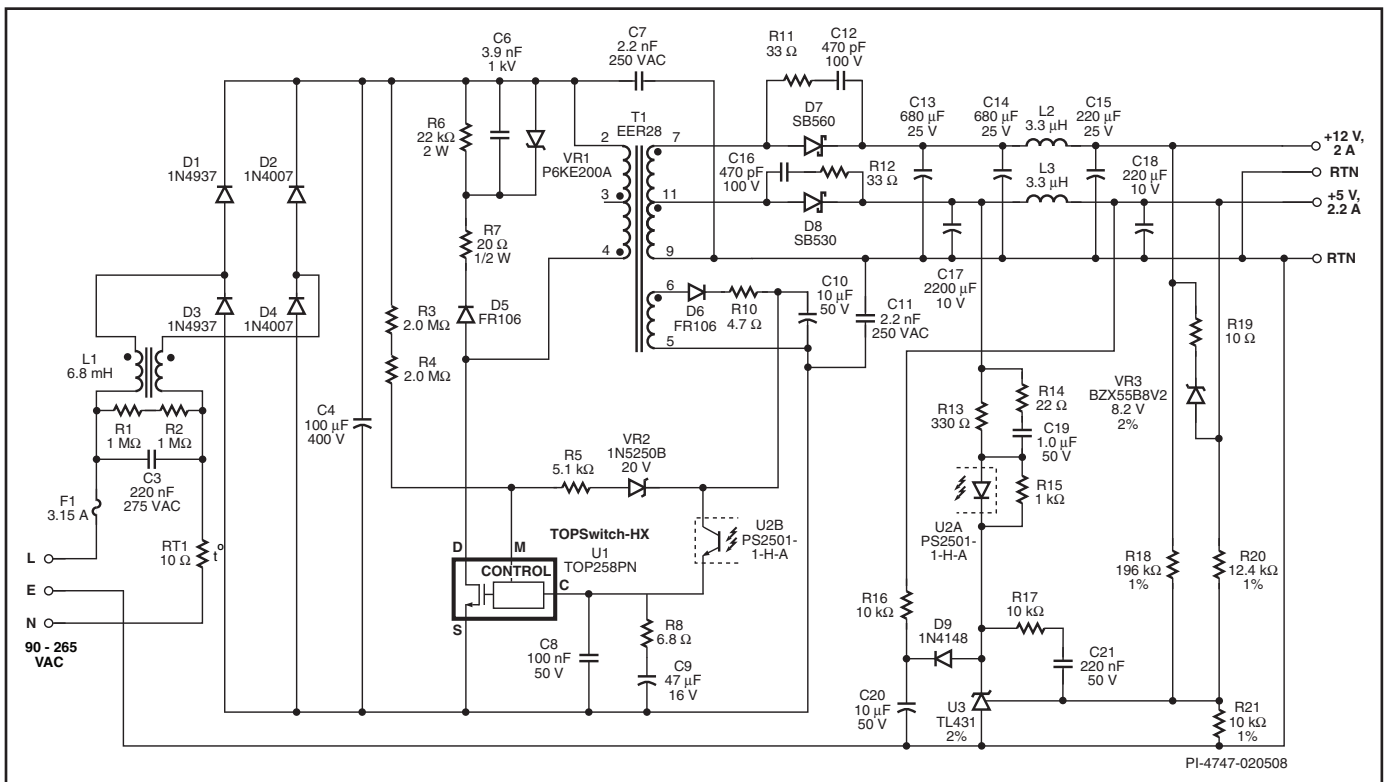 C6
3.9 nF
1 kV
C7
2.2 nF
250 VAC
R11
33 Ω
C12
470 pF
100 V
D7
SB560
C13
680 μF
25 V
C14
680 μF
25 V
L2
3.3 μH
C15
220 μF
25 V
+12 V,
2 A
RTN
+5 V,
2.2 A
RTN
R6
22 kΩ
2 W
VR1
P6KE200A
T1
EER28
2
7
3
11
4
9
6
5
C16
470 pF
100 V
R12
33 Ω
D8
SB530
L3
3.3 μH
C18
220 μF
10 V
D1
1N4937
D2
1N4007
R7
20 Ω
1/2 W
D5
FR106
D3
1N4937
D4
1N4007
R3
2.0 MΩ
R4
2.0 MΩ
D6
FR106
R10
4.7 Ω
C10
10 μF
50 V
C11
2.2 nF
250 VAC
C17
2200 μF
10 V
R19
10 Ω
VR3
BZX55B8V2
8.2 V
2%
L1
6.8 mH
R1
1 MΩ
R2
1 MΩ
C3
220 nF
275 VAC
C4
100 μF
400 V
R13
330 Ω
R14
22 Ω
C19
1.0 μF
50 V
R15
1 kΩ
U2A
PS2501-
1-H-A
R5
5.1 kΩ
VR2
1N5250B
20 V
U2B
PS2501-
1-H-A
F1
3.15 A
RT1
10 Ω
t°
L
E
N
90 - 265
VAC
TOPSwitch-HX
U1
TOP258PN
D
M
CONTROL
C
S
C8
100 nF
50 V
R8
6.8 Ω
C9
47 μF
16 V
R16
10 kΩ
R17
10 kΩ
R18
196 kΩ
1%
R20
12.4 kΩ
1%
D9
1N4148
C21
220 nF
50 V
C20
10 μF
50 V
U3
TL431
2%
R21
10 kΩ
1%
PI-4747-020508